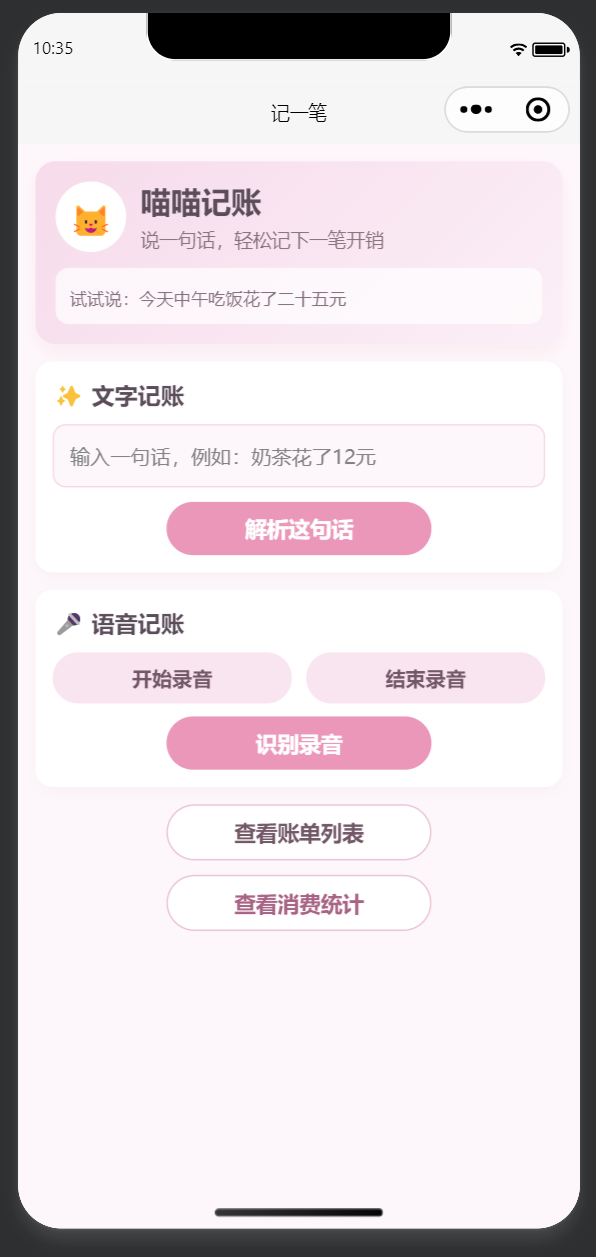 10:35
记一笔
喵喵记账
说一句话，轻松记下一笔开销
试试说：今天中午吃饭花了二十五元
文字记账
输入一句话，例如：奶茶花了12元
解析这句话
语音记账
开始录音
结束录音
识别录音
查看账单列表
查看消费统计